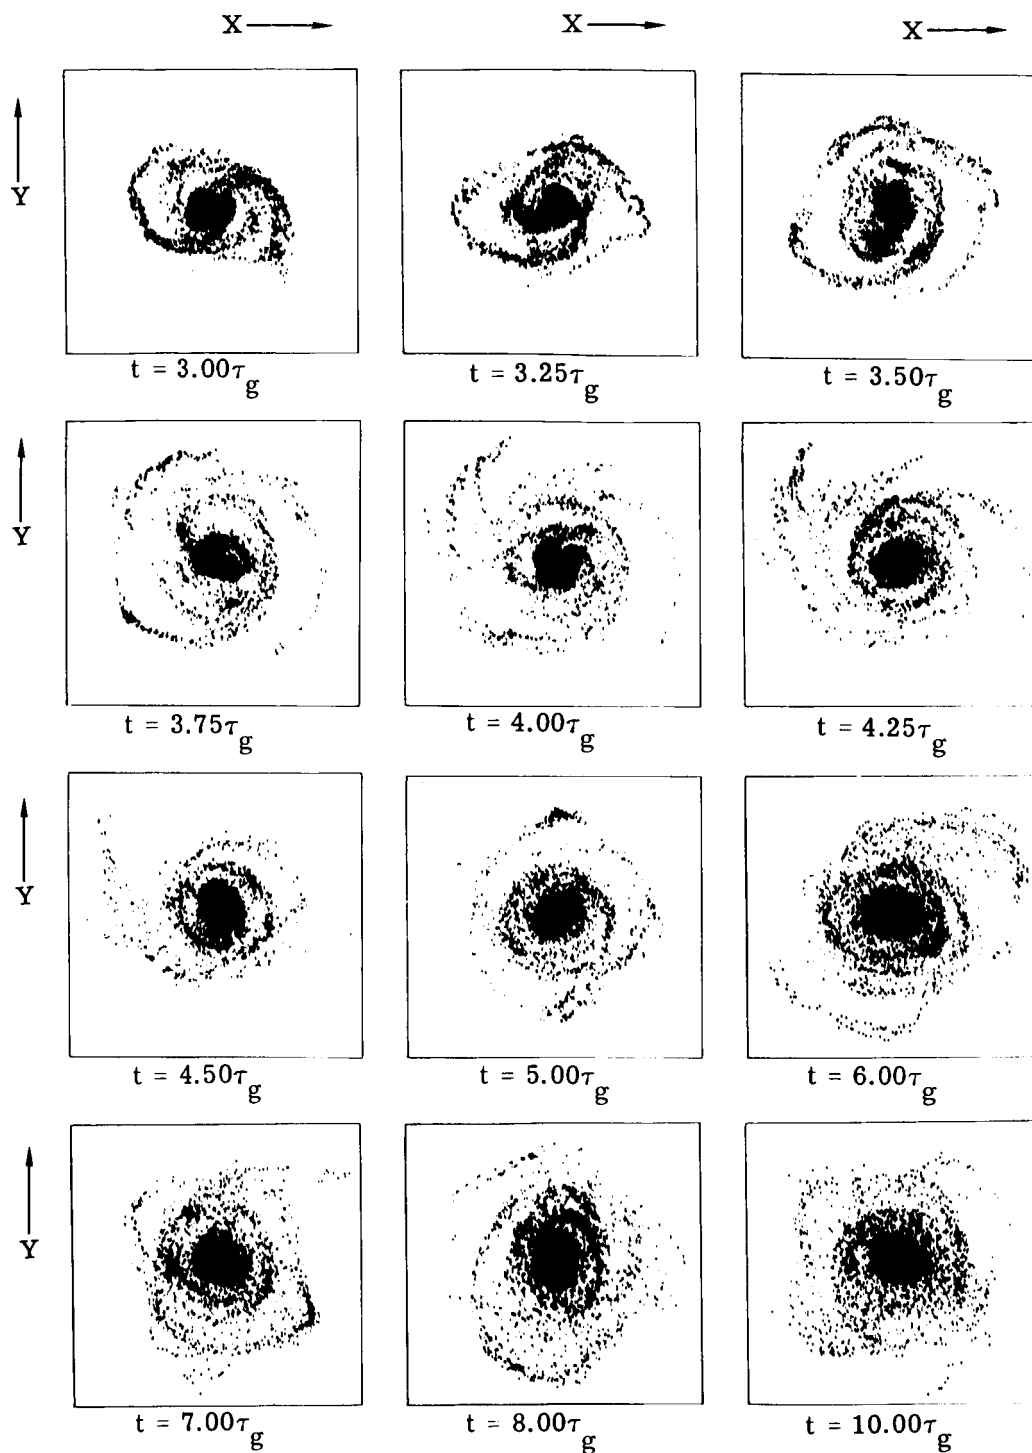 X X X
Y
t = 3.00τg t = 3.25τg t = 3.50τg
Y
t = 3.75τg t = 4.00τg t = 4.25τg
Y
t = 4.50τg t = 5.00τg t = 6.00τg
Y
t = 7.00τg t = 8.00τg t = 10.00τg